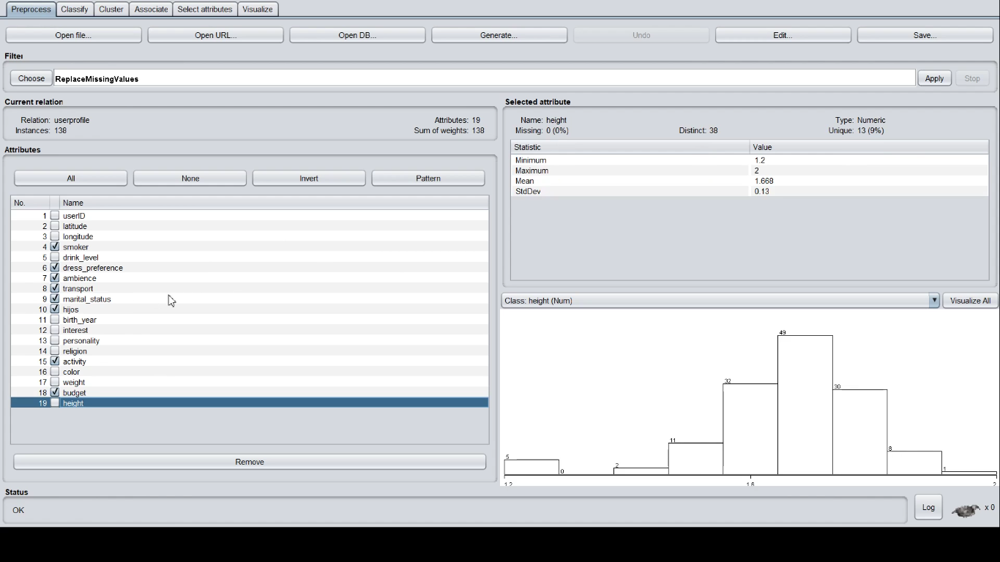 Preprocess Classify Cluster Associate Select attributes Visualize
Open file... Open URL... Open DB... Generate... Undo Edit... Save...
Filter
Choose ReplaceMissingValues Apply Stop
Current relation
Relation: userprofile Attributes: 19
Instances: 138 Sum of weights: 138
Attributes
All None Invert Pattern
No. Name
1 userID
2 latitude
3 longitude
4 smoker
5 drink_level
6 dress_preference
7 ambience
8 transport
9 marital_status
10 hijos
11 birth_year
12 interest
13 personality
14 religion
15 activity
16 color
17 weight
18 budget
19 height
Remove
Selected attribute
Name: height Type: Numeric
Missing: 0 (0%) Distinct: 38 Unique: 13 (9%)
Statistic Value
Minimum 1.2
Maximum 2
Mean 1.668
StdDev 0.13
Class: height (Num) Visualize All
5 0 2 11 32 49 30 8 1
1.2 1.6 2
Status
OK Log x 0